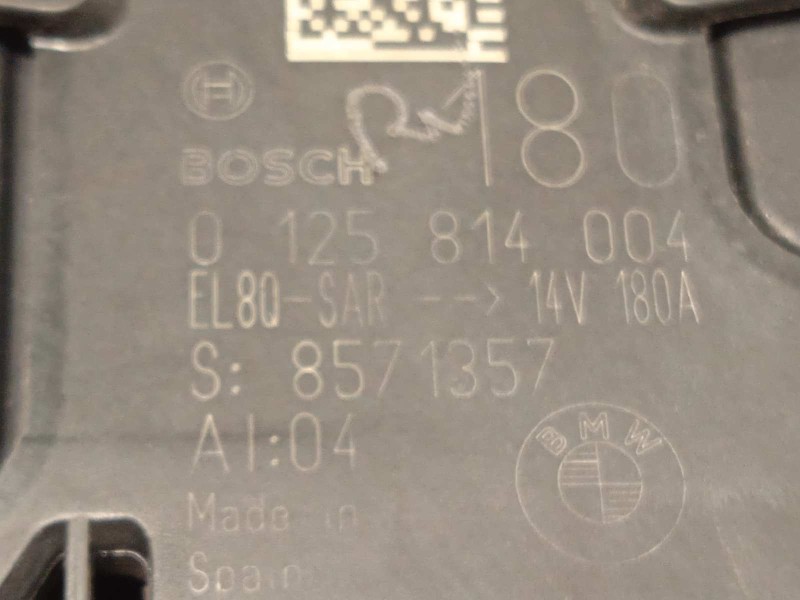 180
BOSCH
0 125 814 004
EL8Q-SAR --> 14V 180A
S: 8571357
AI:04
BMW
Made in
Spain